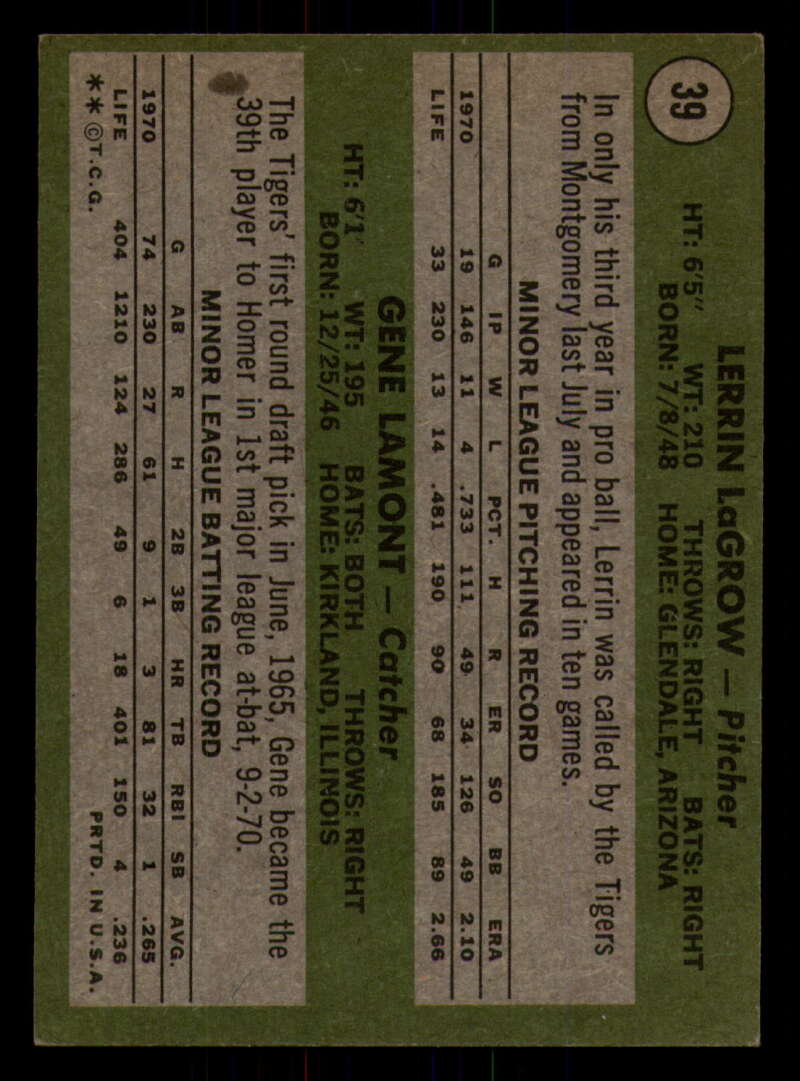 39
LERRIN LaGROW — Pitcher
HT: 6'5" WT: 210 THROWS: RIGHT BATS: RIGHT
BORN: 7/8/48 HOME: GLENDALE, ARIZONA
In only his third year in pro ball, Lerrin was called by the Tigers
from Montgomery last July and appeared in ten games.
MINOR LEAGUE PITCHING RECORD
G IP W L PCT. H R ER SO BB ERA
1970 19 146 11 4 .733 111 49 34 126 49 2.10
LIFE 33 230 13 14 .481 190 90 68 185 89 2.66
GENE LAMONT — Catcher
HT: 6'1" WT: 195 BATS: BOTH THROWS: RIGHT
BORN: 12/25/46 HOME: KIRKLAND, ILLINOIS
The Tigers' first round draft pick in June, 1965, Gene became the
39th player to Homer in 1st major league at-bat, 9-2-70.
MINOR LEAGUE BATTING RECORD
G AB R H 2B 3B HR TB RBI SB AVG.
1970 74 230 27 61 9 1 3 81 32 1 .265
LIFE 404 1210 124 286 49 6 18 401 150 4 .236
**©T.C.G. PRTD. IN U.S.A.